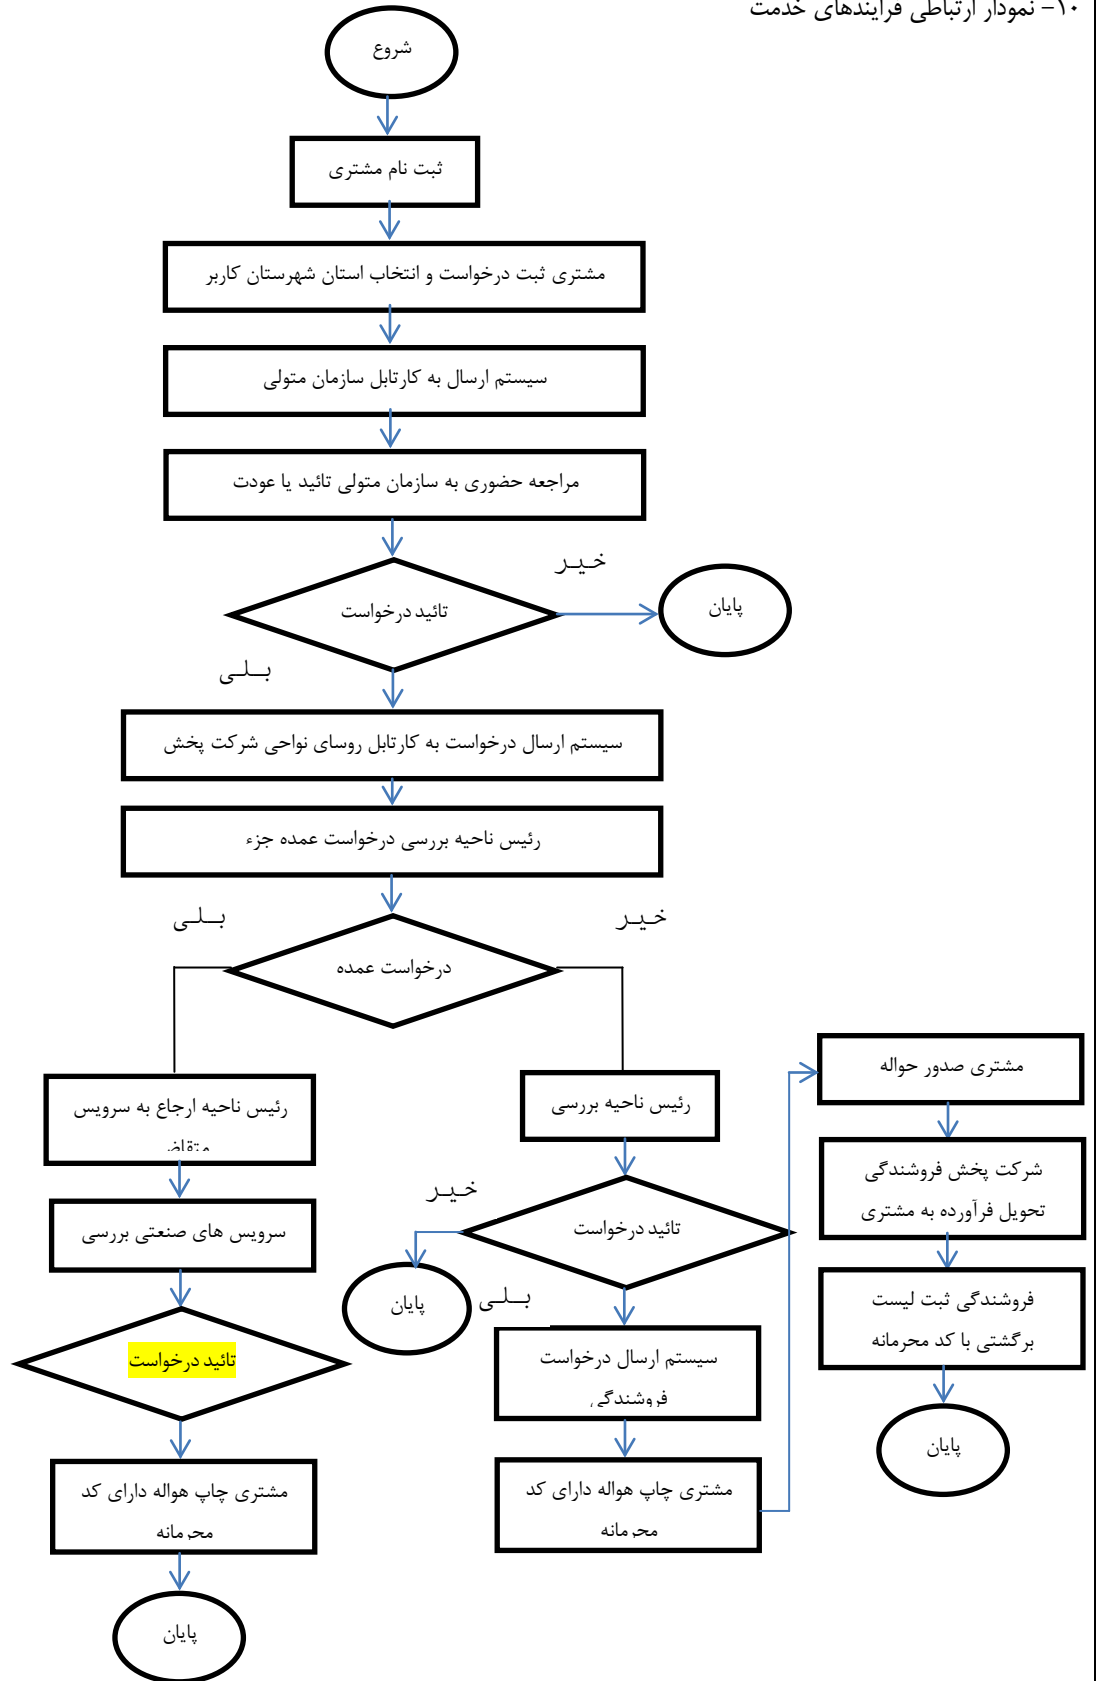 ۱۰- نمودار ارتباطی فرایندهای خدمت
شروع
ثبت نام مشتری
مشتری ثبت درخواست و انتخاب استان شهرستان کاربر
سیستم ارسال به کارتابل سازمان متولی
مراجعه حضوری به سازمان متولی تائید یا عودت
خیر
تائید درخواست
پایان
بلی
سیستم ارسال درخواست به کارتابل روسای نواحی شرکت پخش
رئیس ناحیه بررسی درخواست عمده جزء
بلی
خیر
درخواست عمده
مشتری صدور حواله
رئیس ناحیه بررسی
رئیس ناحیه ارجاع به سرویس
شرکت پخش فروشندگی
تحویل فرآورده به مشتری
خیر
تائید درخواست
سرویس های صنعتی بررسی
فروشندگی ثبت لیست
برگشتی با کد محرمانه
بلی
پایان
سیستم ارسال درخواست
فروشندگی
تائید درخواست
پایان
مشتری چاپ هواله دارای کد
محرمانه
مشتری چاپ هواله دارای کد
محرمانه
پایان